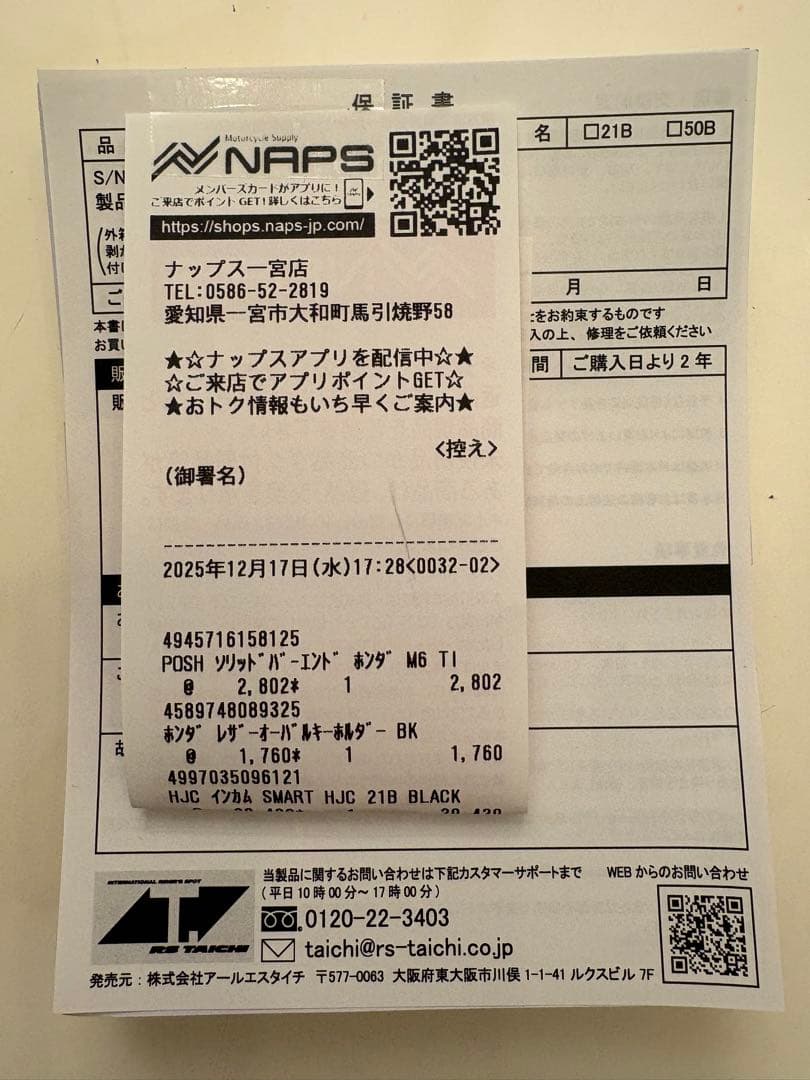 保証書
Motorcycle Supply
NAPS
メンバースカードがアプリに！
ご来店でポイントGET！詳しくはこちら
https://shops.naps-jp.com/
ナップス一宮店
TEL:0586-52-2819
愛知県一宮市大和町馬引焼野58
★☆ナップスアプリを配信中☆★
☆ご来店でアプリポイントGET☆
★おトク情報もいち早くご案内★
<控え>
(御署名)
2025年12月17日(水)17:28<0032-02>
4945716158125
POSH ｿﾘｯﾄﾞﾊﾞｰｴﾝﾄﾞ ﾎﾝﾀﾞ M6 TI
@ 2,802* 1 2,802
4589748089325
ﾎﾝﾀﾞ ﾚｻﾞｰｵｰﾊﾞﾙｷｰﾎﾙﾀﾞｰ BK
@ 1,760* 1 1,760
4997035096121
HJC ｲﾝｶﾑ SMART HJC 21B BLACK
品
名 □21B □50B
S/N
製品
月 日
をお約束するものです
入の上、修理をご依頼ください
間 ご購入日より2年
当製品に関するお問い合わせは下記カスタマーサポートまで
(平日10時00分～17時00分)
WEBからのお問い合わせ
INTERNATIONAL RIDER'S SPOT
RS TAICHI
0120-22-3403
taichi@rs-taichi.co.jp
発売元：株式会社アールエスタイチ 〒577-0063 大阪府東大阪市川俣1-1-41 ルクスビル 7F